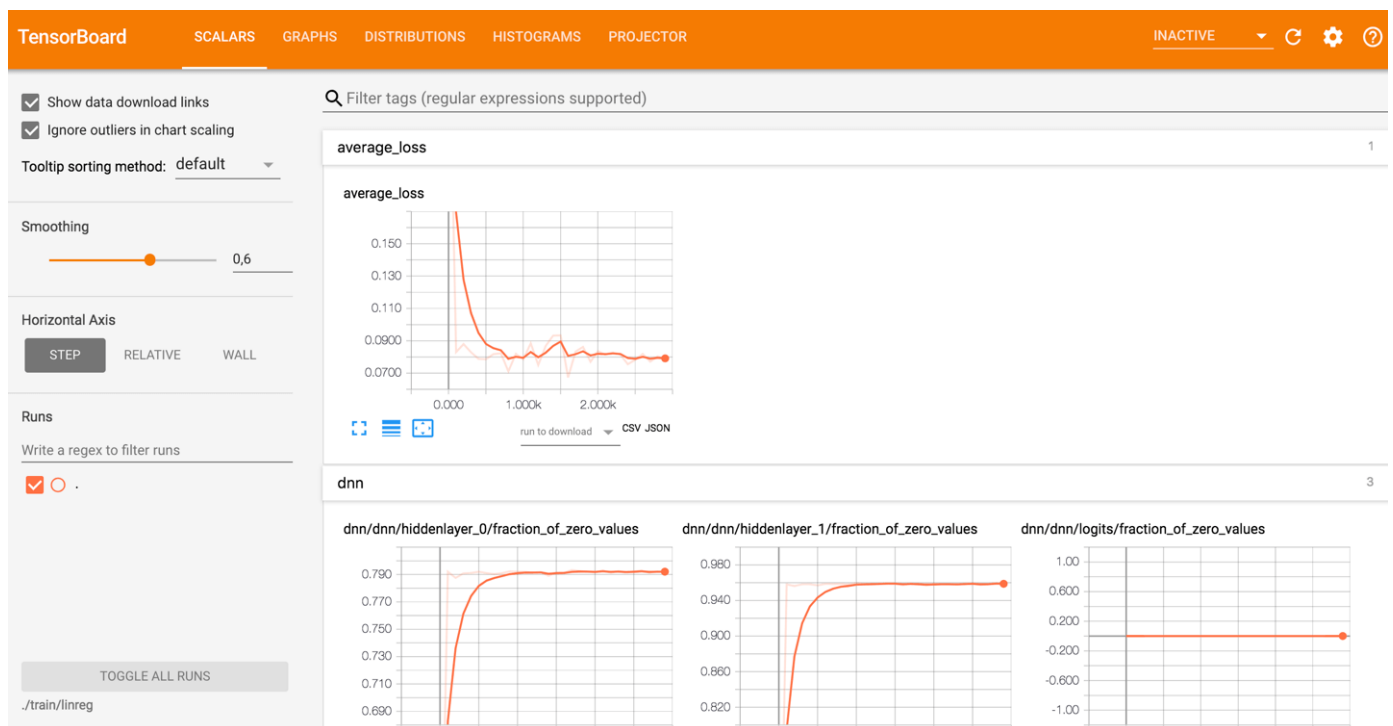 TensorBoard SCALARS GRAPHS DISTRIBUTIONS HISTOGRAMS PROJECTOR INACTIVE
Show data download links
Ignore outliers in chart scaling
Tooltip sorting method: default
Smoothing
0,6
Horizontal Axis
STEP RELATIVE WALL
Runs
Write a regex to filter runs
.
TOGGLE ALL RUNS
./train/linreg
Filter tags (regular expressions supported)
average_loss 1
average_loss
0.150
0.130
0.110
0.0900
0.0700
0.000 1.000k 2.000k
run to download CSV JSON
dnn 3
dnn/dnn/hiddenlayer_0/fraction_of_zero_values
0.790
0.770
0.750
0.730
0.710
0.690
dnn/dnn/hiddenlayer_1/fraction_of_zero_values
0.980
0.940
0.900
0.860
0.820
dnn/dnn/logits/fraction_of_zero_values
1.00
0.600
0.200
-0.200
-0.600
-1.00